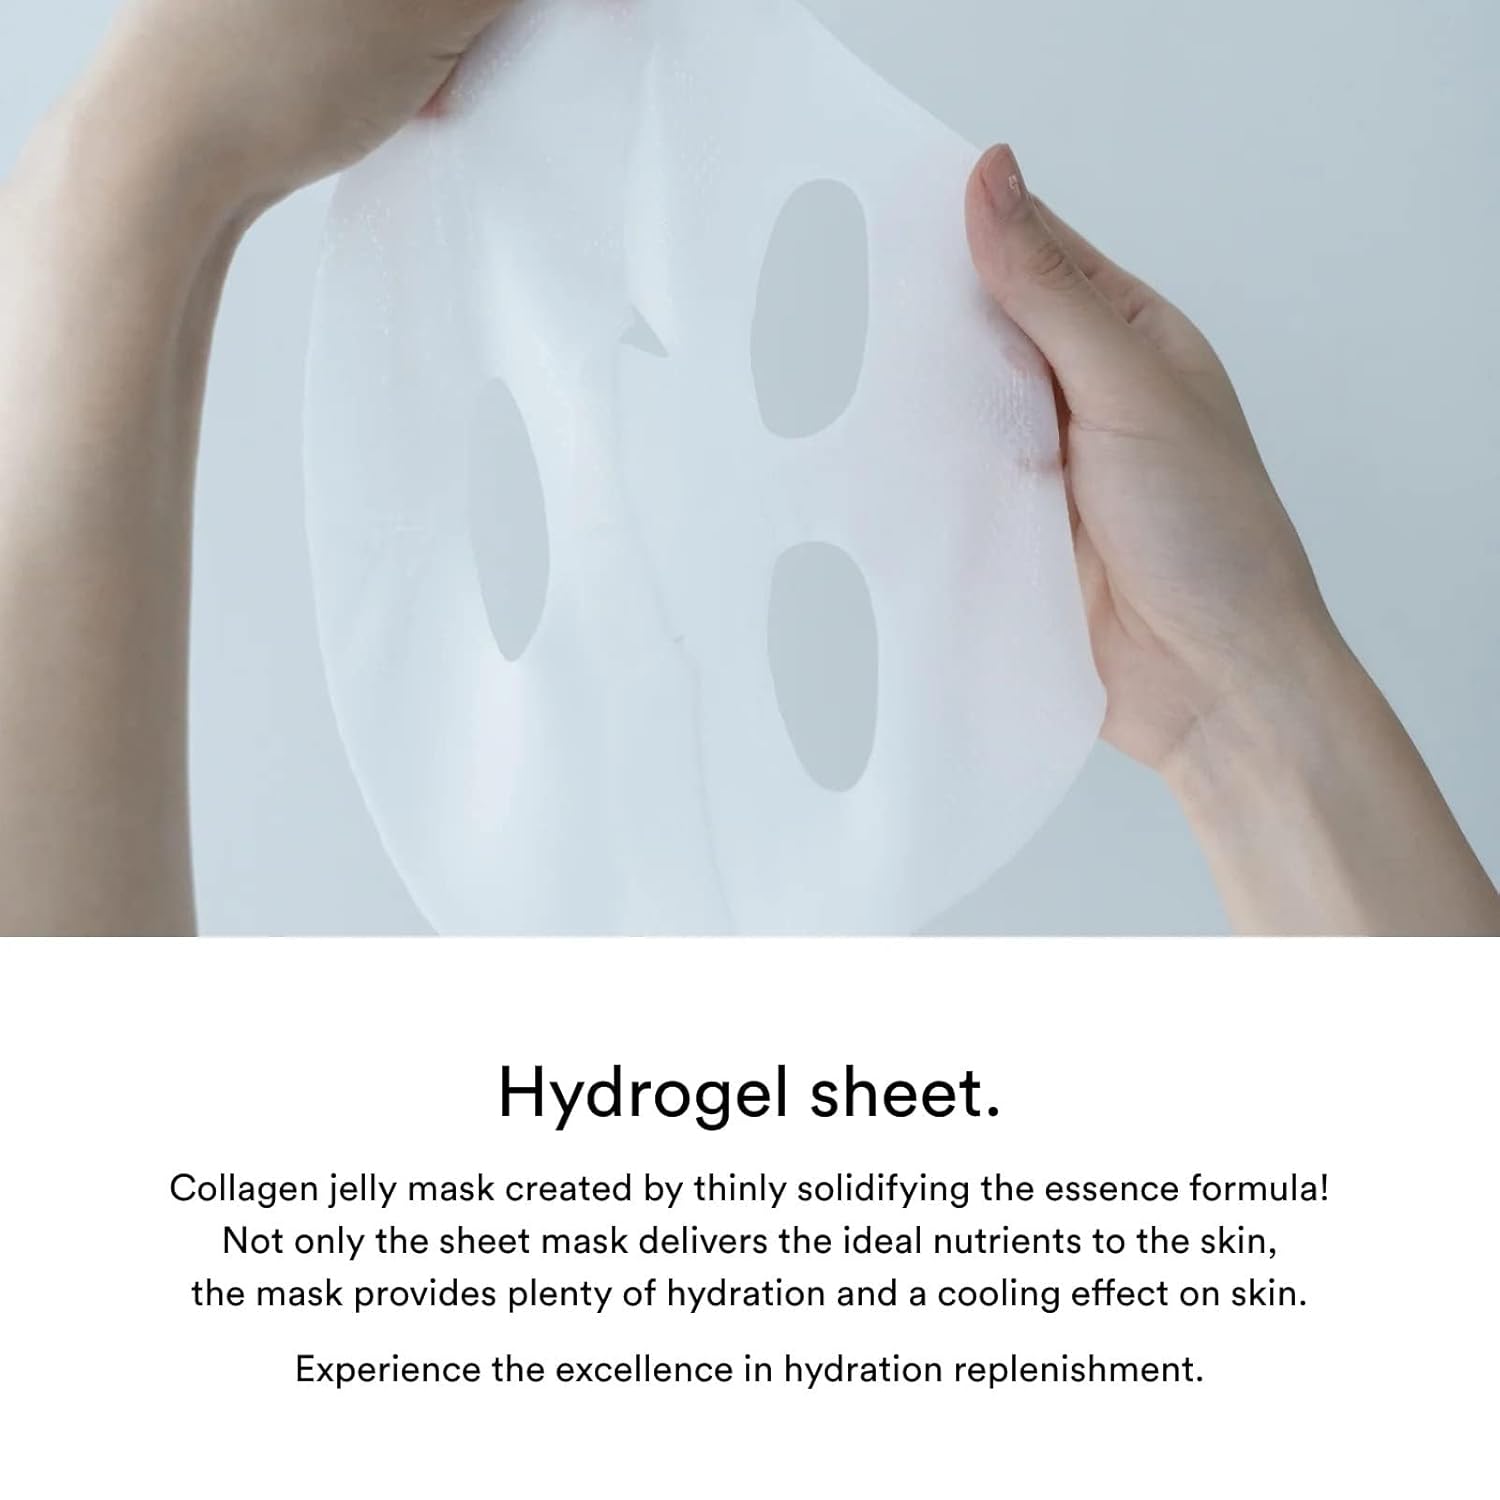 Hydrogel sheet.
Collagen jelly mask created by thinly solidifying the essence formula!
Not only the sheet mask delivers the ideal nutrients to the skin,
the mask provides plenty of hydration and a cooling effect on skin.
Experience the excellence in hydration replenishment.